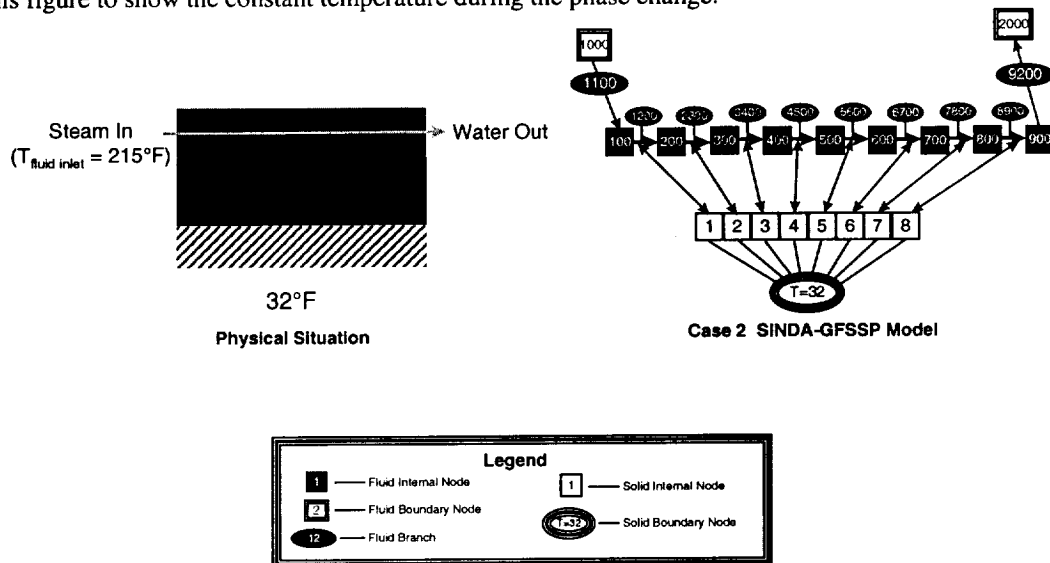 is figure to show the constant temperature during the phase change.
Steam In
(T fluid inlet = 215°F)
Water Out
32°F
Physical Situation
1000
2000
1100
9200
1200
2300
3400
4500
5600
6700
7800
8900
100
200
300
400
500
600
700
800
900
1 2 3 4 5 6 7 8
T=32
Case 2 SINDA-GFSSP Model
Legend
1 Fluid Internal Node
1 Solid Internal Node
2 Fluid Boundary Node
T=32 Solid Boundary Node
12 Fluid Branch